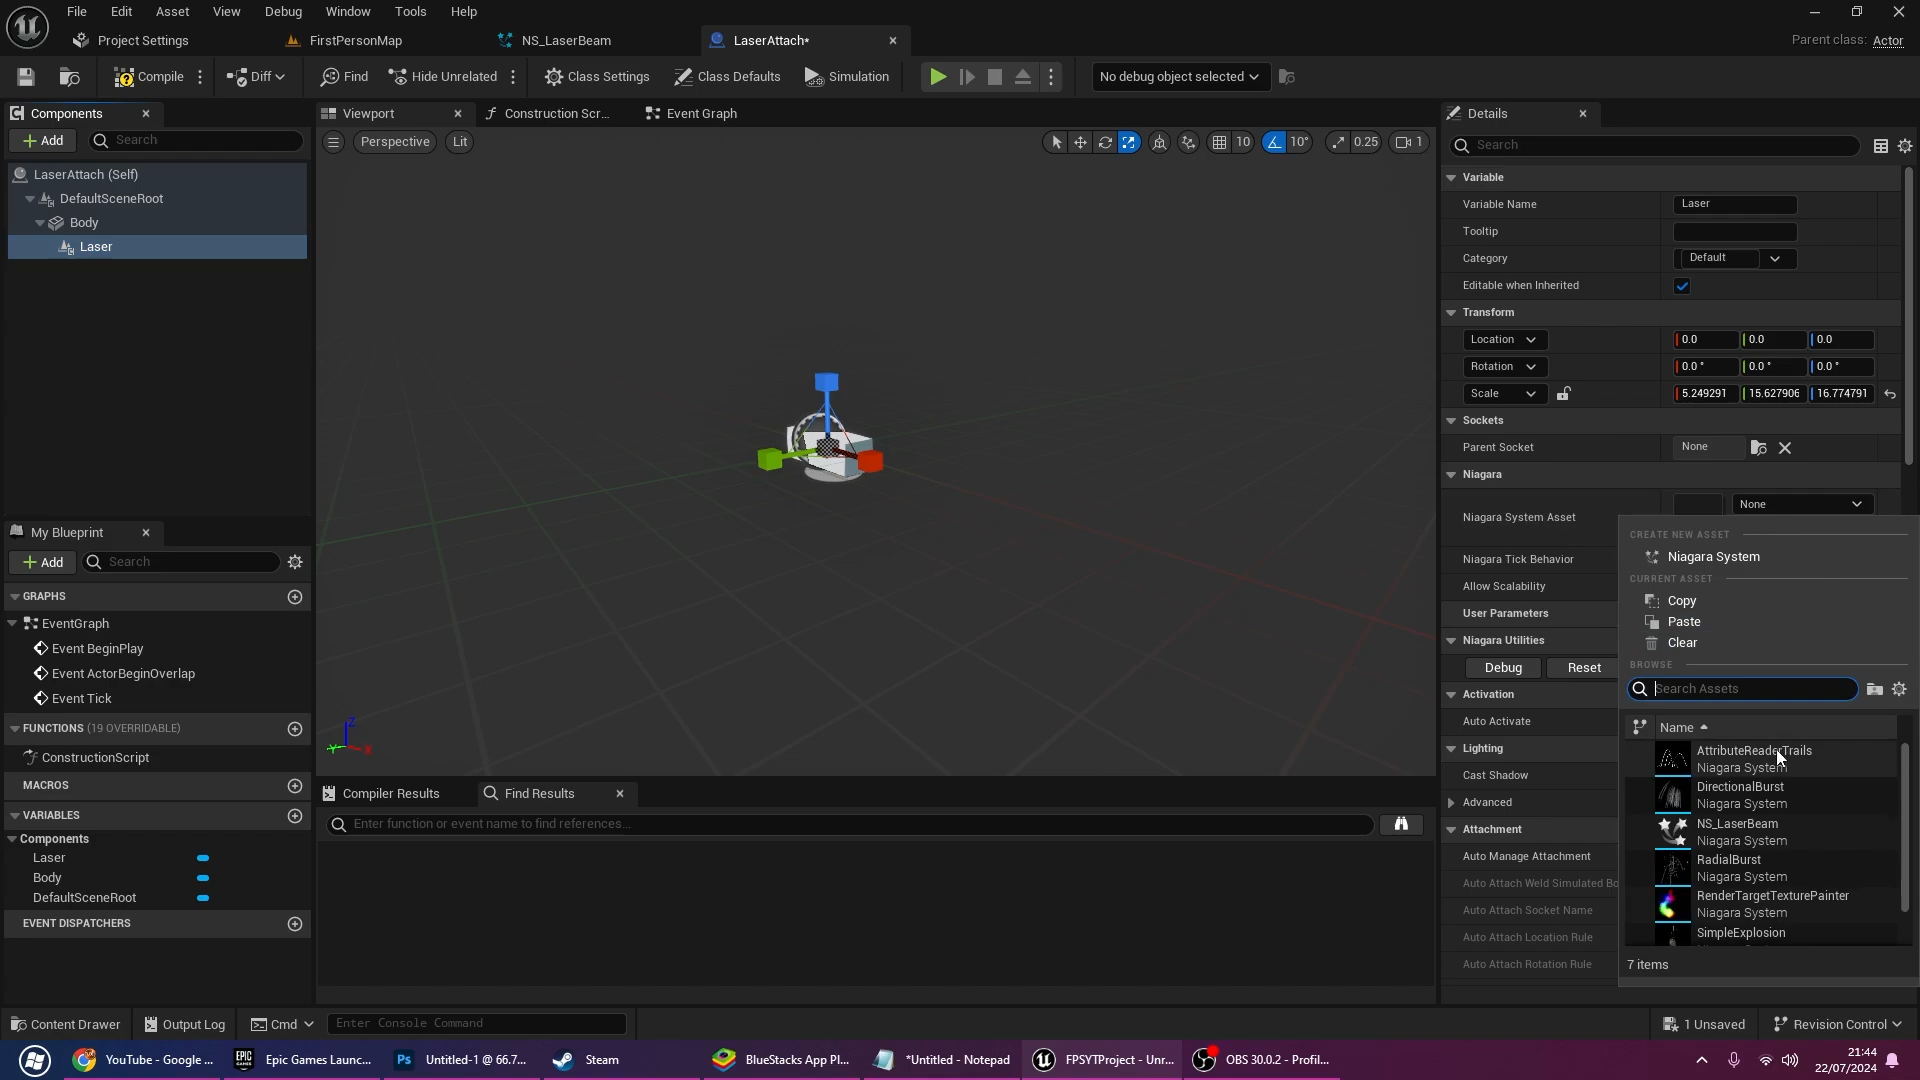 File Edit Asset View Debug Window Tools Help
Project Settings FirstPersonMap NS_LaserBeam LaserAttach* Parent class: Actor
Compile Diff Find Hide Unrelated Class Settings Class Defaults Simulation No debug object selected
Components
Add Search
LaserAttach (Self)
DefaultSceneRoot
Body
Laser
My Blueprint
Add Search
GRAPHS
EventGraph
Event BeginPlay
Event ActorBeginOverlap
Event Tick
FUNCTIONS (19 OVERRIDABLE)
ConstructionScript
MACROS
VARIABLES
Components
Laser
Body
DefaultSceneRoot
EVENT DISPATCHERS
Viewport Construction Scr... Event Graph
Perspective Lit 10 10° 0.25 1
Z
Y X
Compiler Results Find Results
Enter function or event name to find references...
Details
Search
Variable
Variable Name Laser
Tooltip
Category Default
Editable when Inherited
Transform
Location 0.0 0.0 0.0
Rotation 0.0 ° 0.0 ° 0.0 °
Scale 5.249291 15.627906 16.774791
Sockets
Parent Socket None
Niagara
Niagara System Asset None
Niagara Tick Behavior
Allow Scalability
User Parameters
Niagara Utilities
Debug Reset
Activation
Auto Activate
Lighting
Cast Shadow
Advanced
Attachment
Auto Manage Attachment
Auto Attach Weld Simulated Bo
Auto Attach Socket Name
Auto Attach Location Rule
Auto Attach Rotation Rule
CREATE NEW ASSET
Niagara System
CURRENT ASSET
Copy
Paste
Clear
BROWSE
Search Assets
Name
AttributeReaderTrails
Niagara System
DirectionalBurst
Niagara System
NS_LaserBeam
Niagara System
RadialBurst
Niagara System
RenderTargetTexturePainter
Niagara System
SimpleExplosion
7 items
Content Drawer Output Log Cmd Enter Console Command 1 Unsaved Revision Control
YouTube - Google ... Epic Games Launc... Untitled-1 @ 66.7... Steam BlueStacks App Pl... *Untitled - Notepad FPSYTProject - Unr... OBS 30.0.2 - Profil...
21:44
22/07/2024